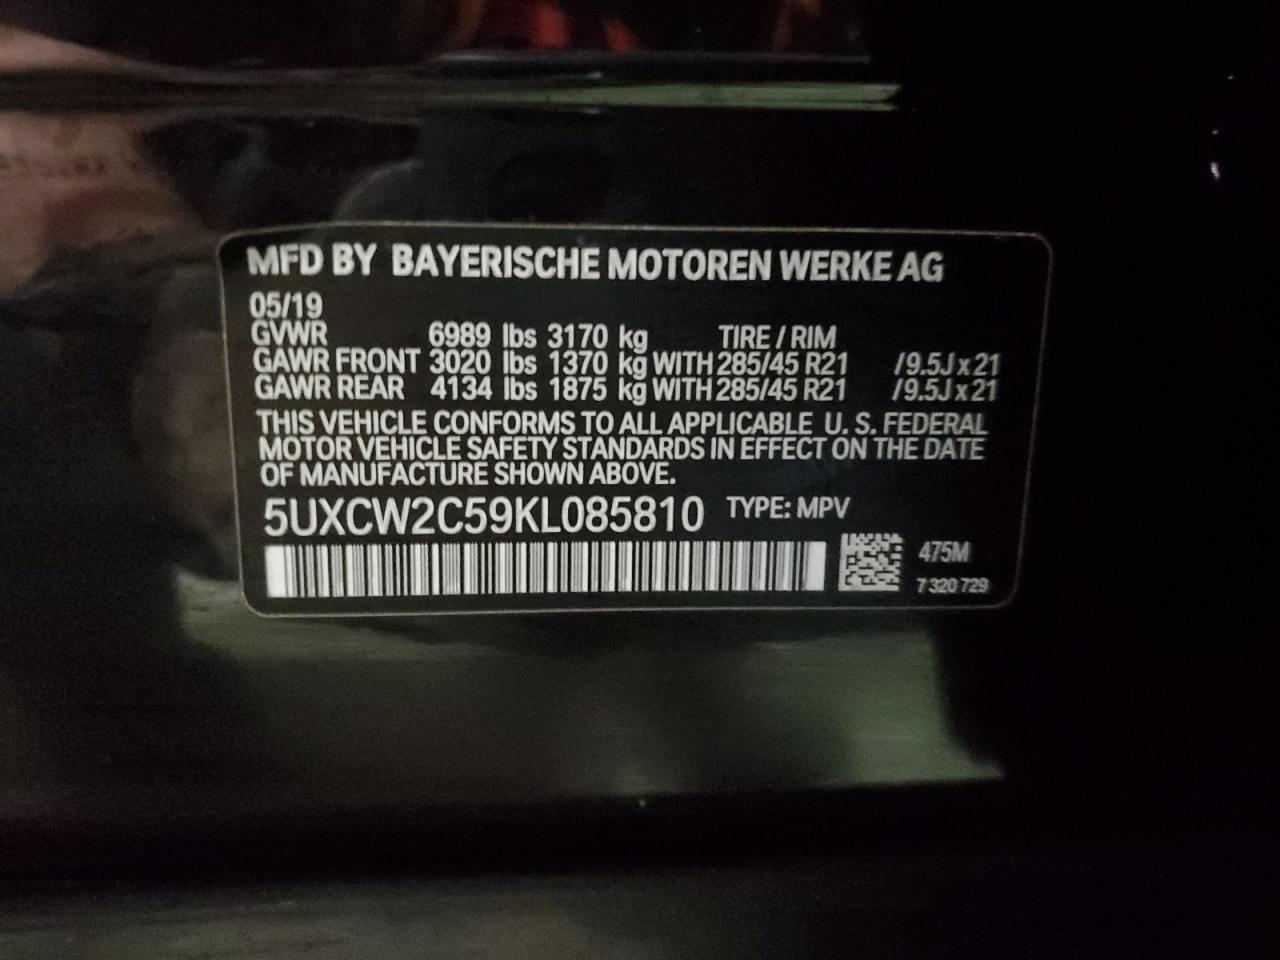 MFD BY BAYERISCHE MOTOREN WERKE AG
05/19
GVWR 6989 lbs 3170 kg TIRE / RIM
GAWR FRONT 3020 lbs 1370 kg WITH 285/45 R21 /9.5J x 21
GAWR REAR 4134 lbs 1875 kg WITH 285/45 R21 /9.5J x 21
THIS VEHICLE CONFORMS TO ALL APPLICABLE U. S. FEDERAL
MOTOR VEHICLE SAFETY STANDARDS IN EFFECT ON THE DATE
OF MANUFACTURE SHOWN ABOVE.
5UXCW2C59KL085810 TYPE: MPV
475M
7 320 729